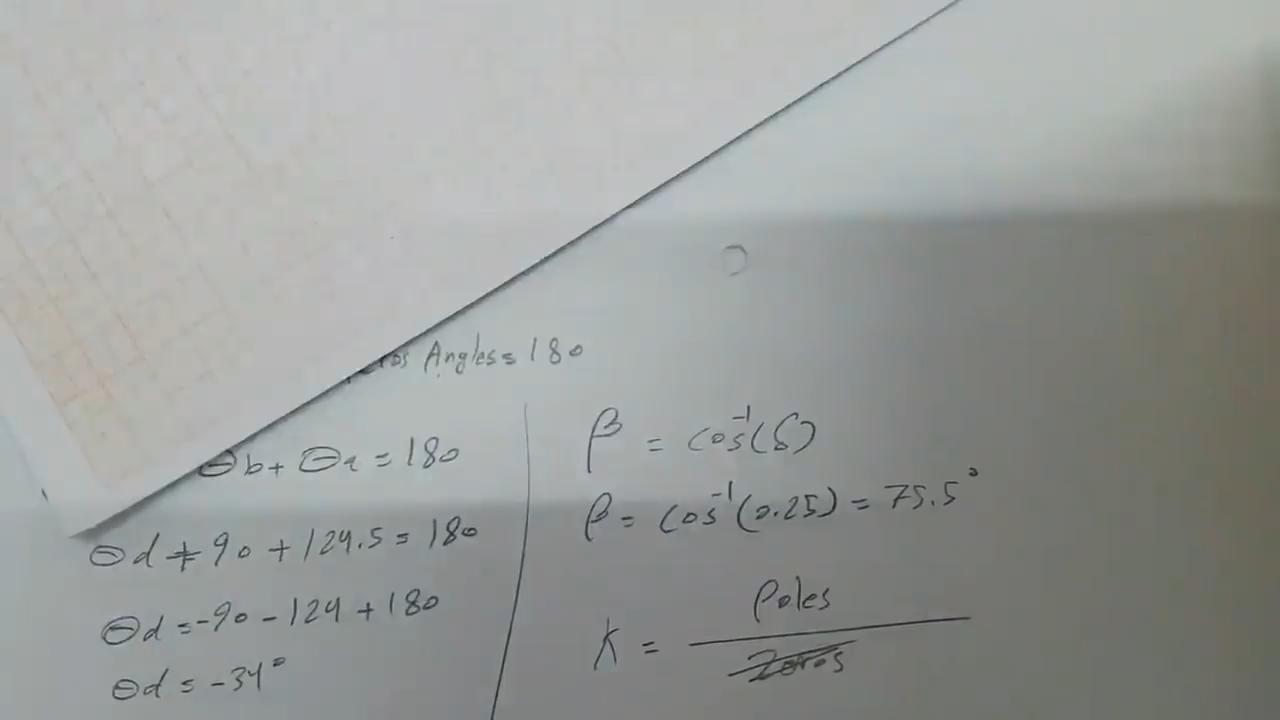 Angles = 180
θb + θa = 180
θd + 90 + 124.5 = 180
θd = -90 - 124 + 180
θd = -34°
β = cos⁻¹(δ)
β = cos⁻¹(0.25) = 75.5°
K = Poles / Zeros